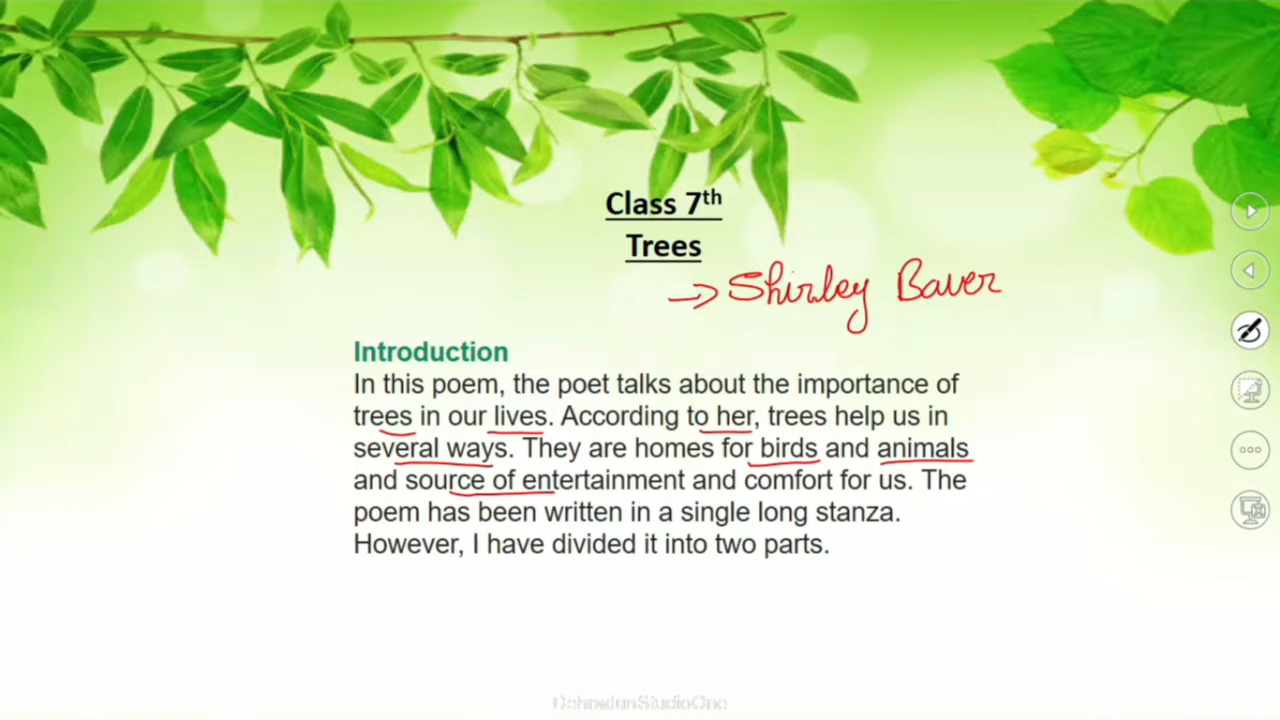 Class 7th
Trees
→ Shirley Bauer
Introduction
In this poem, the poet talks about the importance of
trees in our lives. According to her, trees help us in
several ways. They are homes for birds and animals
and source of entertainment and comfort for us. The
poem has been written in a single long stanza.
However, I have divided it into two parts.
DehradunStudioOne